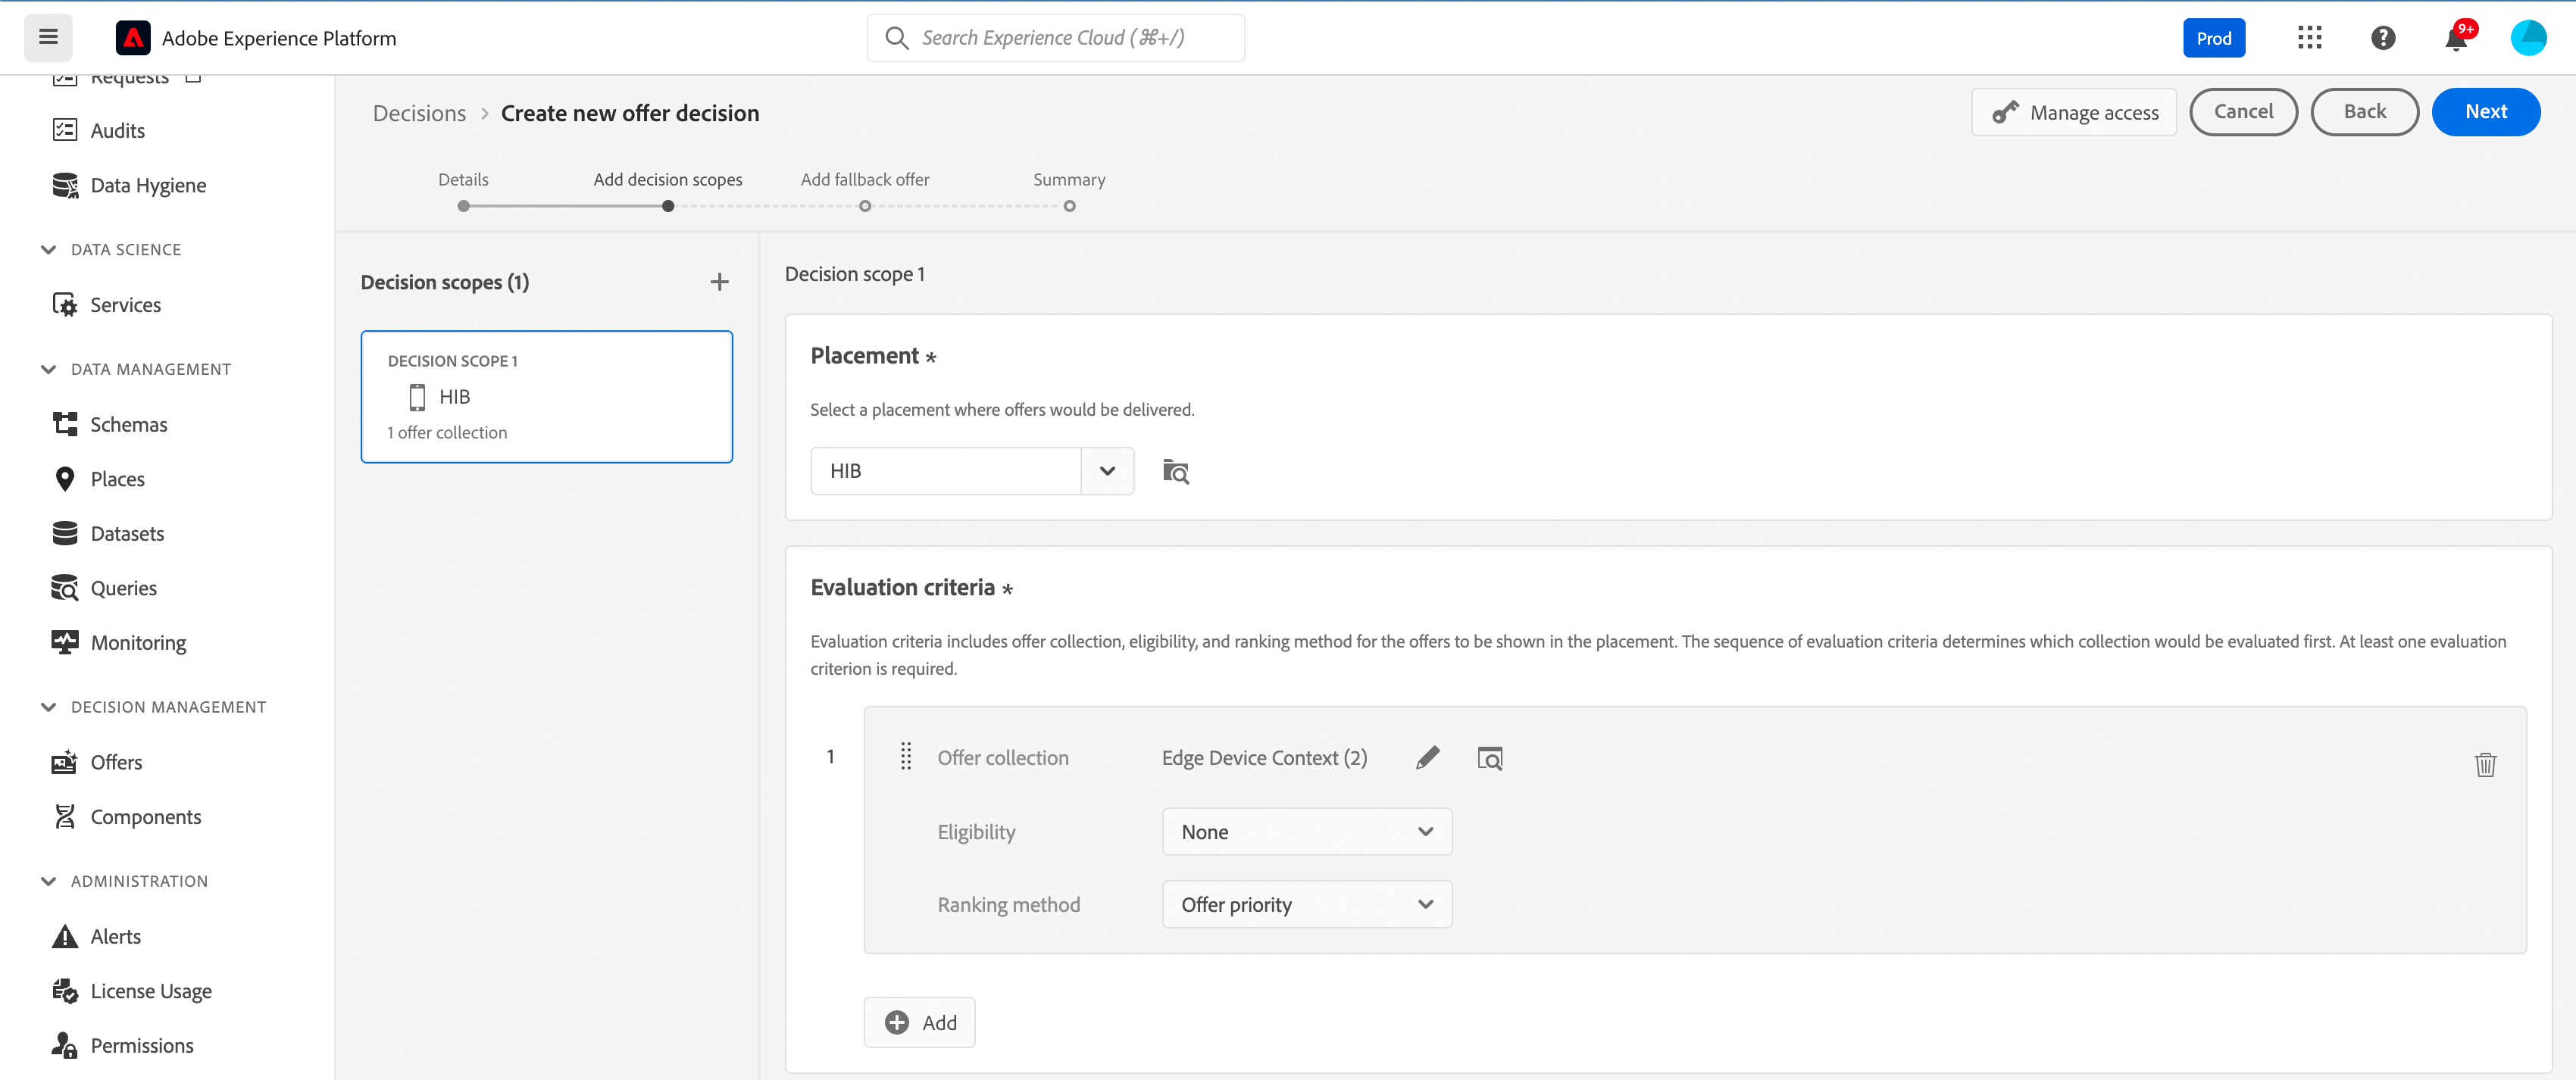 Adobe Experience Platform
Search Experience Cloud (⌘+/)
Prod
9+
Requests
Audits
Data Hygiene
DATA SCIENCE
Services
DATA MANAGEMENT
Schemas
Places
Datasets
Queries
Monitoring
DECISION MANAGEMENT
Offers
Components
ADMINISTRATION
Alerts
License Usage
Permissions
Decisions > Create new offer decision
Manage access
Cancel
Back
Next
Details
Add decision scopes
Add fallback offer
Summary
Decision scopes (1)
DECISION SCOPE 1
HIB
1 offer collection
Decision scope 1
Placement *
Select a placement where offers would be delivered.
HIB
Evaluation criteria *
Evaluation criteria includes offer collection, eligibility, and ranking method for the offers to be shown in the placement. The sequence of evaluation criteria determines which collection would be evaluated first. At least one evaluation
criterion is required.
1
Offer collection
Edge Device Context (2)
Eligibility
None
Ranking method
Offer priority
Add